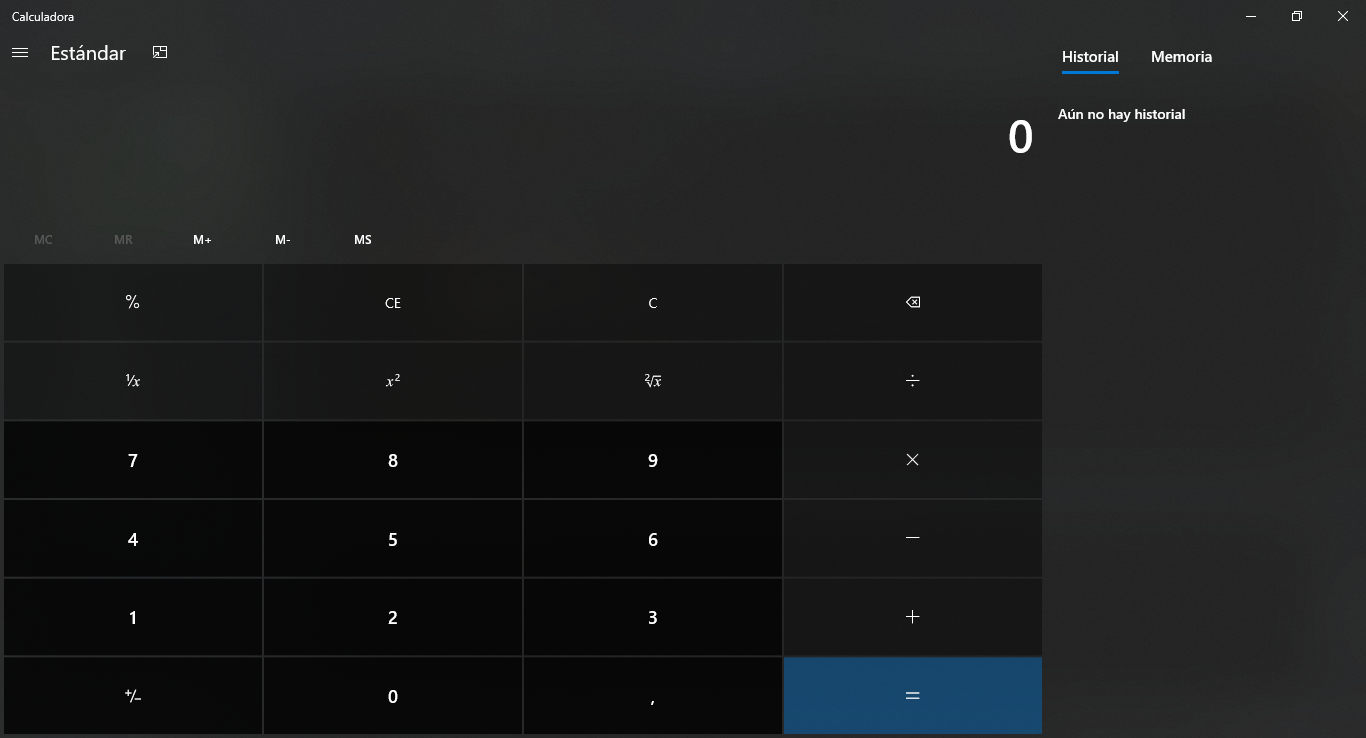 Calculadora
Estándar
Historial Memoria
Aún no hay historial
0
MC MR M+ M- MS
% CE C
¹/x x² ²√x ÷
7 8 9 ×
4 5 6 −
1 2 3 +
+/− 0 , =